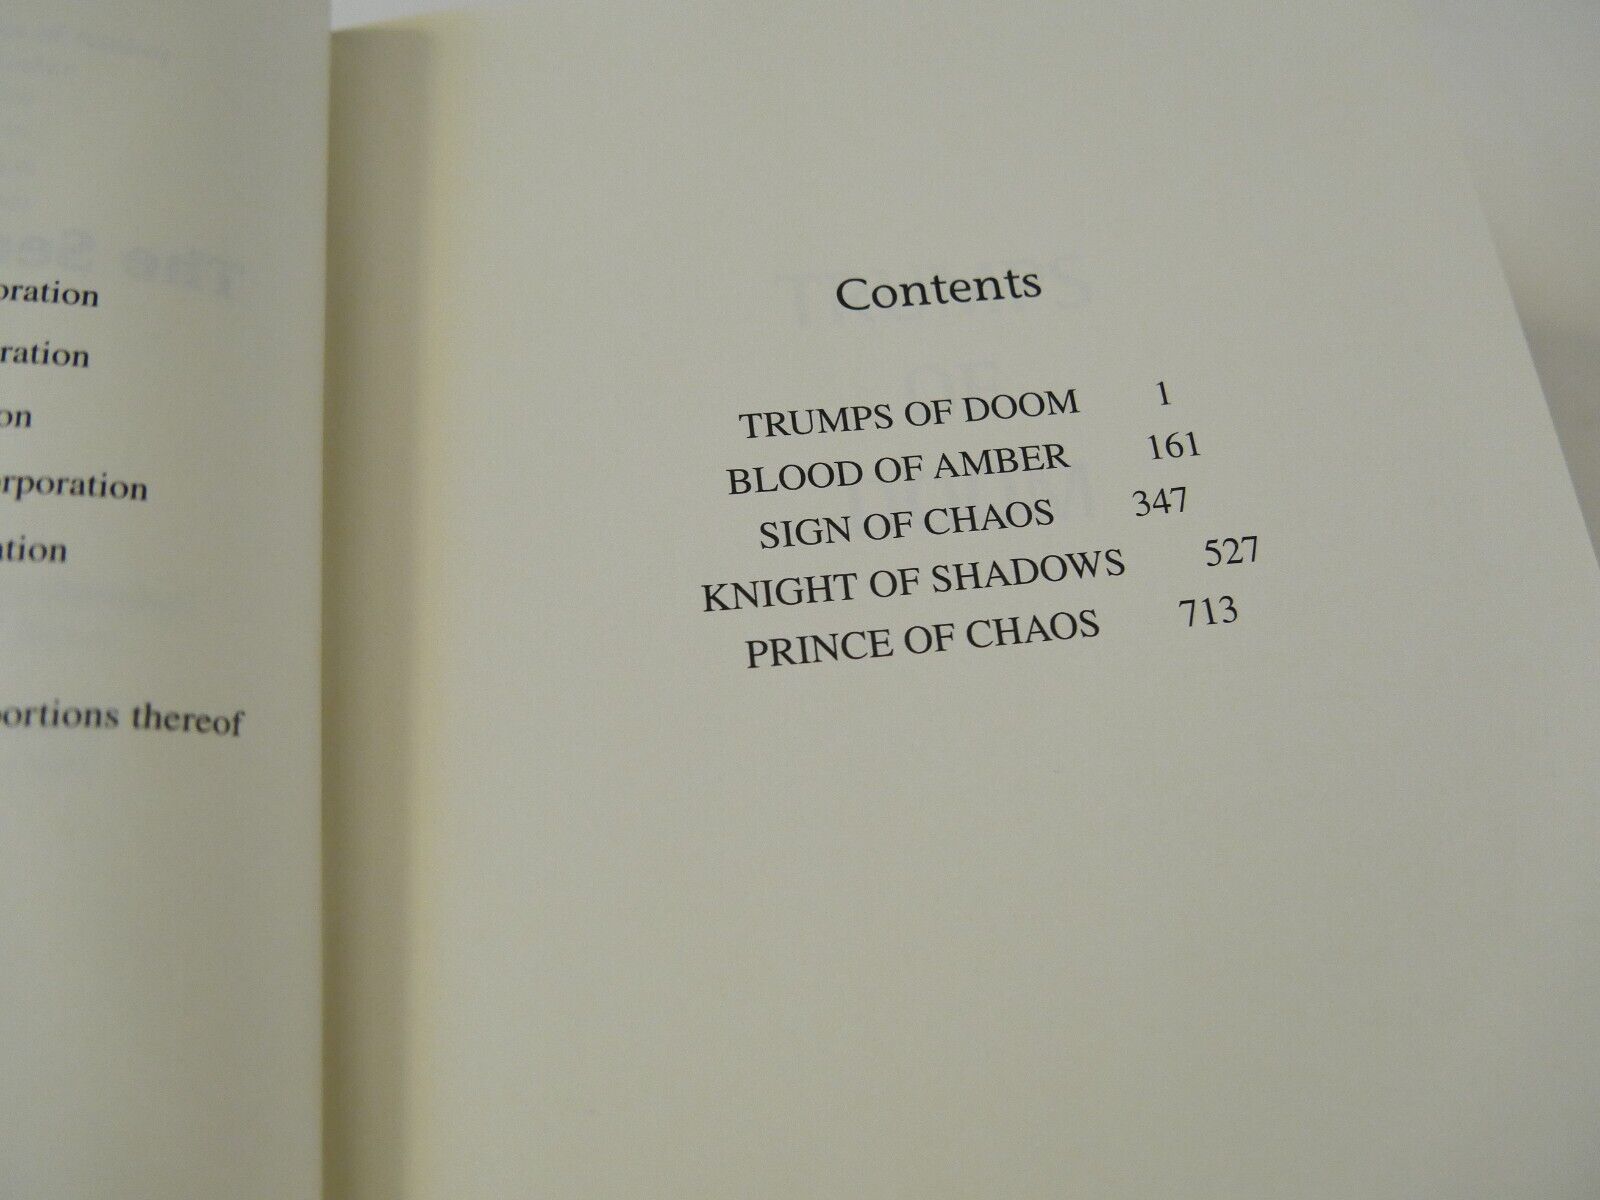 oration
ration
on
rporation
ation
portions thereof
Contents
TRUMPS OF DOOM 1
BLOOD OF AMBER 161
SIGN OF CHAOS 347
KNIGHT OF SHADOWS 527
PRINCE OF CHAOS 713